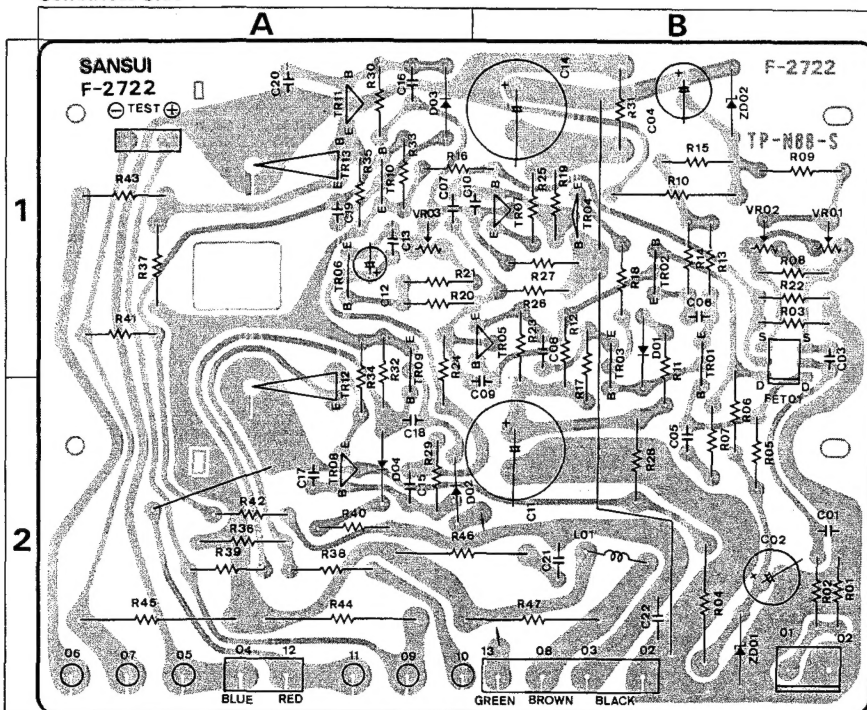 A B
SANSUI
F-2722
⊖ TEST ⊕
F-2722
TP-N88-S
1
2
C20
B
TR11
E
R30
C16
D03
C14
R31
C04
ZD02
R43
B
TR13
E
R35
B
TR10
E
R33
R16
C07
C10
B
TR07
E
R25
R19
E
TR04
B
R15
R10
R09
C19
VR03
VR02
VR01
R37
E
TR06
B
C13
C12
R21
R20
R27
R26
R18
B
TR02
E
R14
R13
C06
R08
R22
R03
R41
E
TR05
B
R23
C08
R12
E
TR03
B
D01
R11
E
TR01
B
S S
D D
FET01
C03
B
TR12
E
R34
R32
E
TR09
B
R24
C09
R17
R06
C18
R29
C05
R07
R05
C17
E
TR08
B
D04
C15
D02
C11
R28
R42
R36
R39
R40
R38
R46
C21
L01
C01
C02
R45
R44
R47
C22
R04
ZD01
R02
R01
06 07 05 04 12 11 09 10 13 08 03 02 01 02
BLUE RED GREEN BROWN BLACK